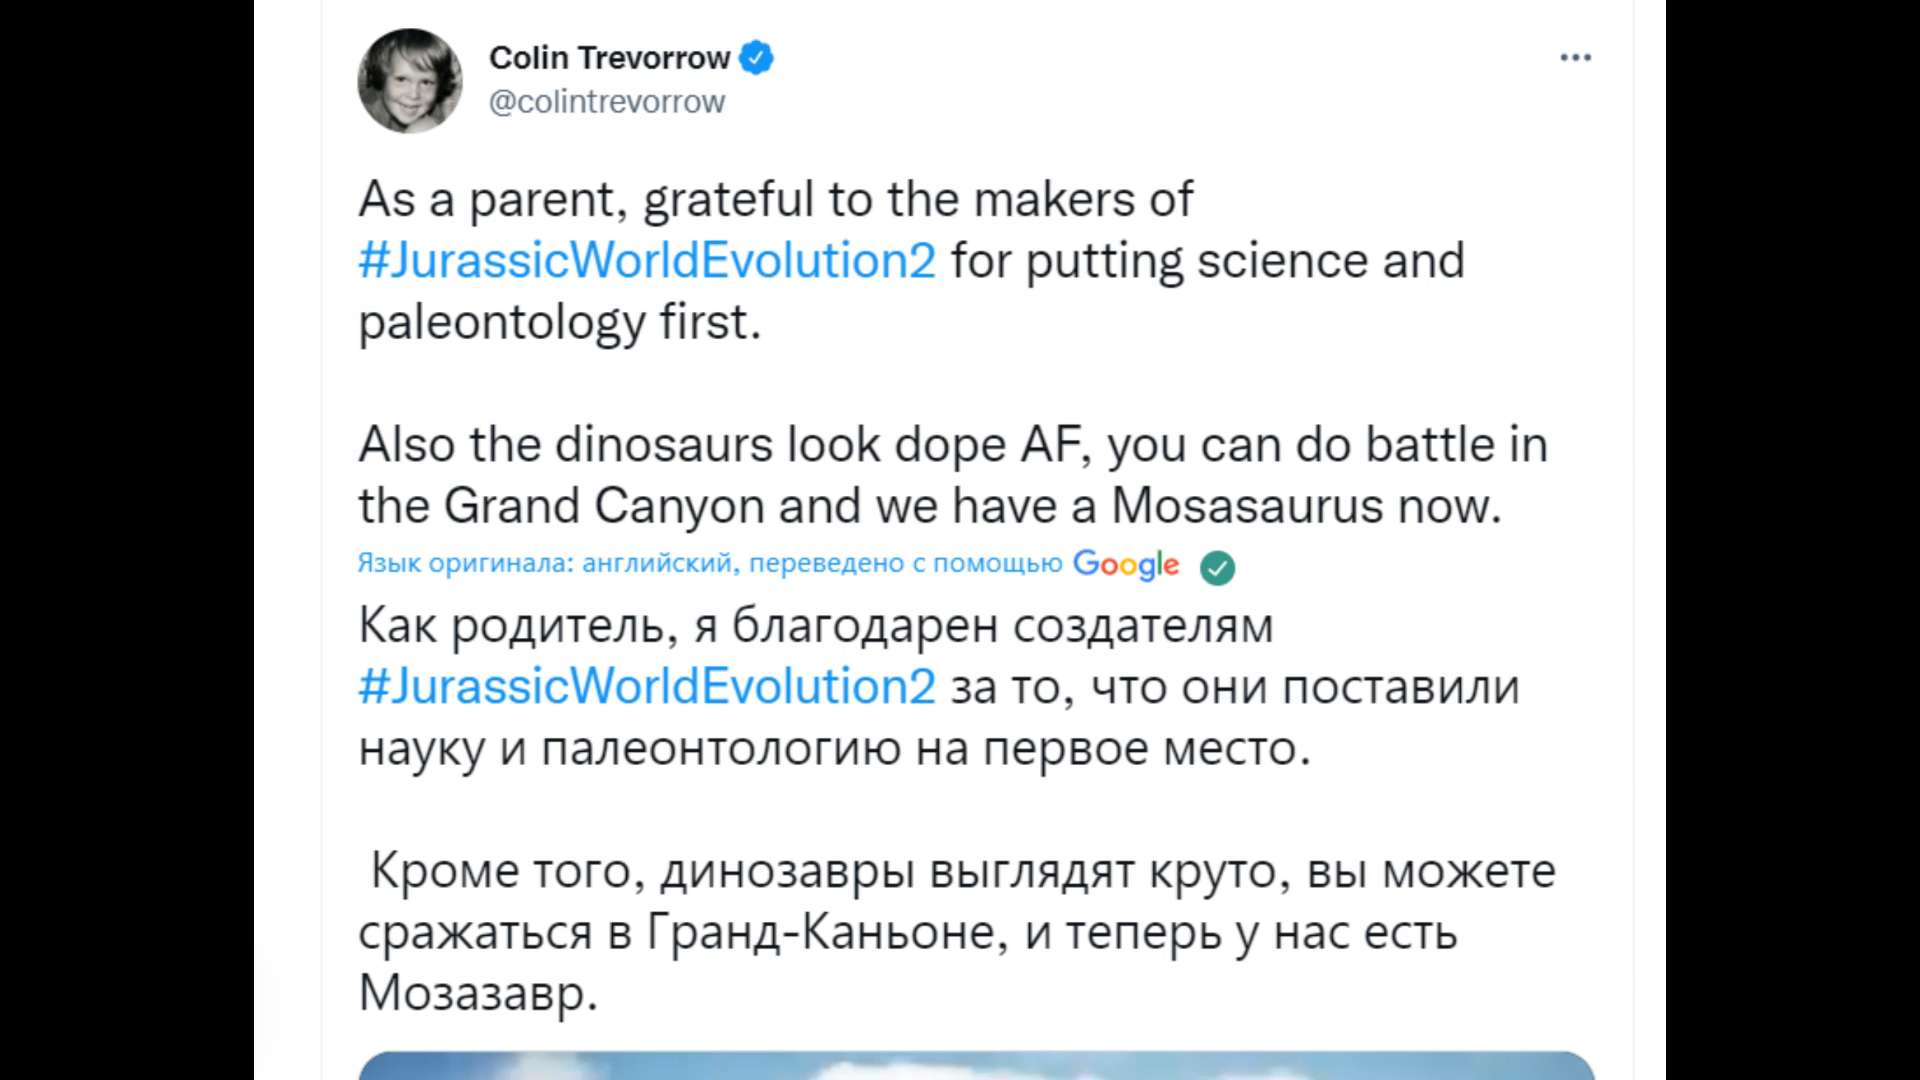 Colin Trevorrow
@colintrevorrow
As a parent, grateful to the makers of
#JurassicWorldEvolution2 for putting science and
paleontology first.
Also the dinosaurs look dope AF, you can do battle in
the Grand Canyon and we have a Mosasaurus now.
Язык оригинала: английский, переведено с помощью Google
Как родитель, я благодарен создателям
#JurassicWorldEvolution2 за то, что они поставили
науку и палеонтологию на первое место.
Кроме того, динозавры выглядят круто, вы можете
сражаться в Гранд-Каньоне, и теперь у нас есть
Мозазавр.